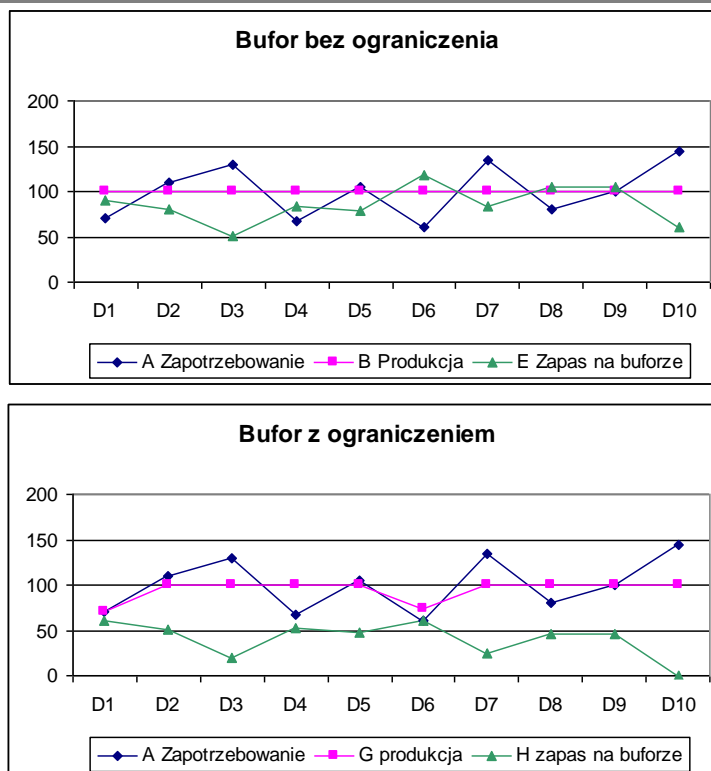 Bufor bez ograniczenia
200
150
100
50
0
D1 D2 D3 D4 D5 D6 D7 D8 D9 D10
A Zapotrzebowanie B Produkcja E Zapas na buforze
Bufor z ograniczeniem
200
150
100
50
0
D1 D2 D3 D4 D5 D6 D7 D8 D9 D10
A Zapotrzebowanie G produkcja H zapas na buforze